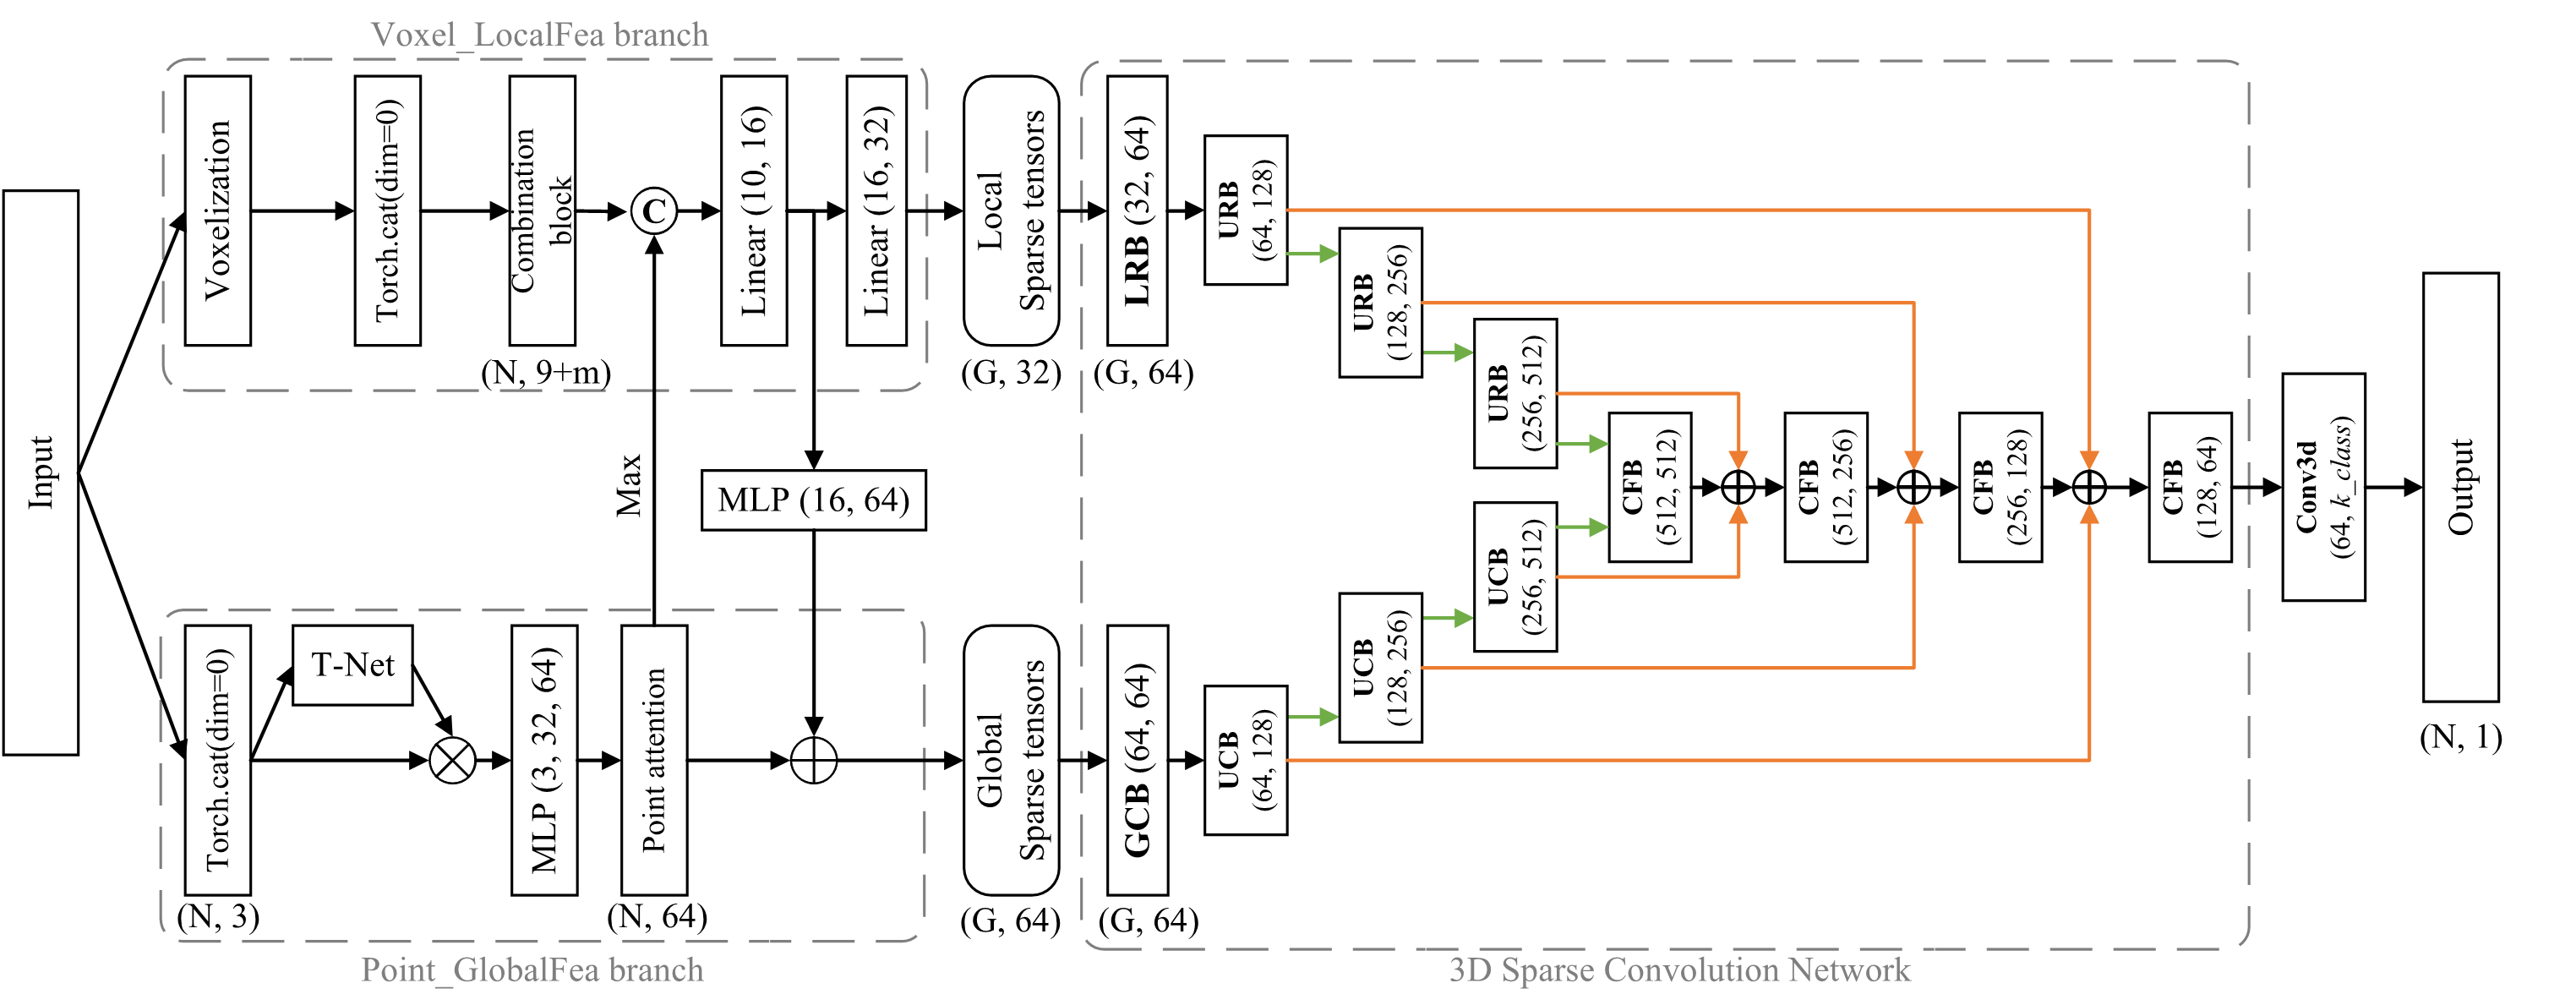 Voxel_LocalFea branch
Input
Voxelization
Torch.cat(dim=0)
Combination
block
(N, 9+m)
C
Linear (10, 16)
Linear (16, 32)
Local
Sparse tensors
(G, 32)
Max
MLP (16, 64)
Torch.cat(dim=0)
(N, 3)
T-Net
MLP (3, 32, 64)
Point attention
(N, 64)
Global
Sparse tensors
(G, 64)
Point_GlobalFea branch
LRB (32, 64)
(G, 64)
URB
(64, 128)
URB
(128, 256)
URB
(256, 512)
GCB (64, 64)
(G, 64)
UCB
(64, 128)
UCB
(128, 256)
UCB
(256, 512)
CFB
(512, 512)
CFB
(512, 256)
CFB
(256, 128)
CFB
(128, 64)
3D Sparse Convolution Network
Conv3d
(64, k_class)
Output
(N, 1)